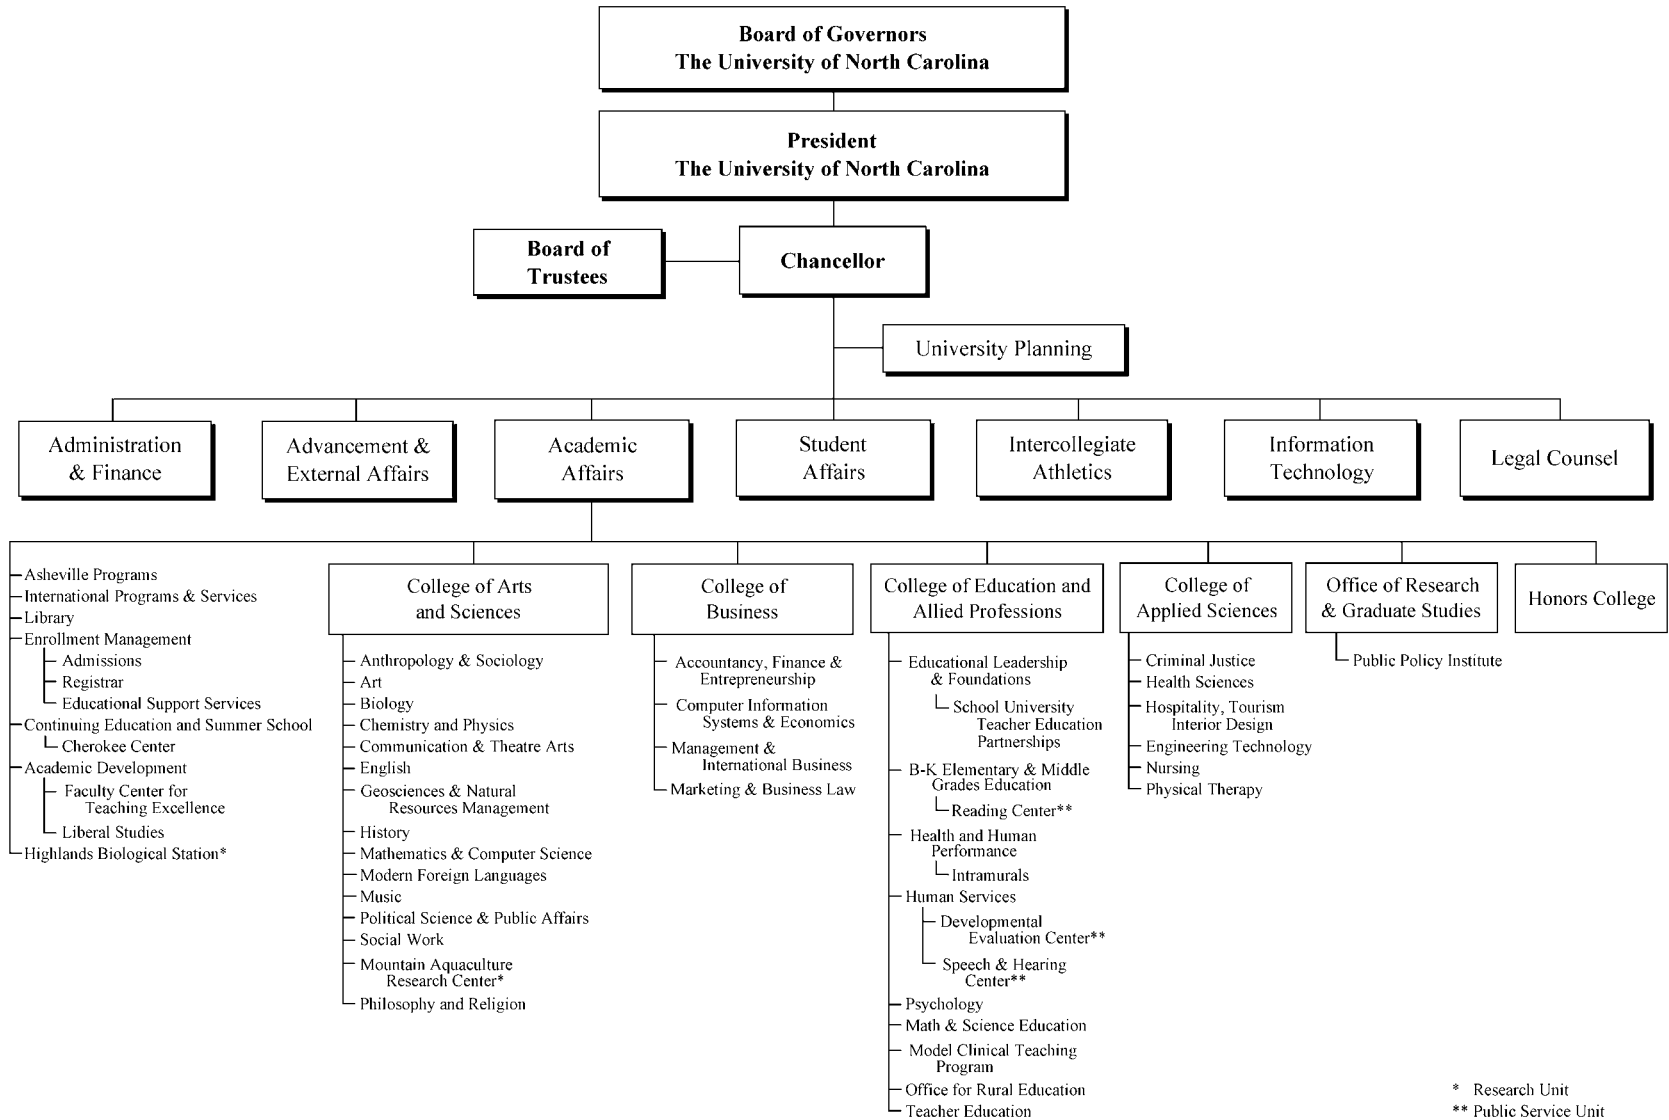 Board of Governors
The University of North Carolina
President
The University of North Carolina
Board of
Trustees
Chancellor
University Planning
Administration
& Finance
Advancement &
External Affairs
Academic
Affairs
Student
Affairs
Intercollegiate
Athletics
Information
Technology
Legal Counsel
Asheville Programs
International Programs & Services
Library
Enrollment Management
Admissions
Registrar
Educational Support Services
Continuing Education and Summer School
Cherokee Center
Academic Development
Faculty Center for
Teaching Excellence
Liberal Studies
Highlands Biological Station*
College of Arts
and Sciences
Anthropology & Sociology
Art
Biology
Chemistry and Physics
Communication & Theatre Arts
English
Geosciences & Natural
Resources Management
History
Mathematics & Computer Science
Modern Foreign Languages
Music
Political Science & Public Affairs
Social Work
Mountain Aquaculture
Research Center*
Philosophy and Religion
College of
Business
Accountancy, Finance &
Entrepreneurship
Computer Information
Systems & Economics
Management &
International Business
Marketing & Business Law
College of Education and
Allied Professions
Educational Leadership
& Foundations
School University
Teacher Education
Partnerships
B-K Elementary & Middle
Grades Education
Reading Center**
Health and Human
Performance
Intramurals
Human Services
Developmental
Evaluation Center**
Speech & Hearing
Center**
Psychology
Math & Science Education
Model Clinical Teaching
Program
Office for Rural Education
Teacher Education
College of
Applied Sciences
Criminal Justice
Health Sciences
Hospitality, Tourism
Interior Design
Engineering Technology
Nursing
Physical Therapy
Office of Research
& Graduate Studies
Public Policy Institute
Honors College
* Research Unit
** Public Service Unit